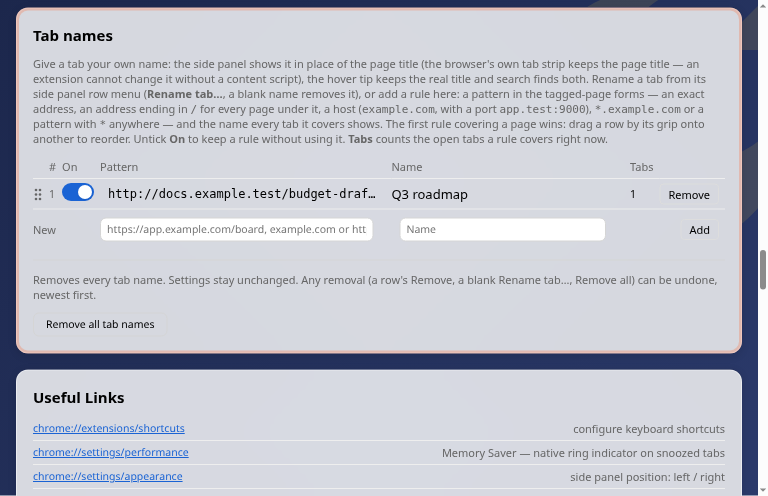 Tab names
Give a tab your own name: the side panel shows it in place of the page title (the browser's own tab strip keeps the page title — an
extension cannot change it without a content script), the hover tip keeps the real title and search finds both. Rename a tab from its
side panel row menu (Rename tab…, a blank name removes it), or add a rule here: a pattern in the tagged-page forms — an exact
address, an address ending in / for every page under it, a host (example.com, with a port app.test:9000), *.example.com or a
pattern with * anywhere — and the name every tab it covers shows. The first rule covering a page wins: drag a row by its grip onto
another to reorder. Untick On to keep a rule without using it. Tabs counts the open tabs a rule covers right now.
# On Pattern Name Tabs
1 http://docs.example.test/budget-draf… Q3 roadmap 1 Remove
New https://app.example.com/board, example.com or htt Name Add
Removes every tab name. Settings stay unchanged. Any removal (a row's Remove, a blank Rename tab…, Remove all) can be undone,
newest first.
Remove all tab names
Useful Links
chrome://extensions/shortcuts configure keyboard shortcuts
chrome://settings/performance Memory Saver — native ring indicator on snoozed tabs
chrome://settings/appearance side panel position: left / right